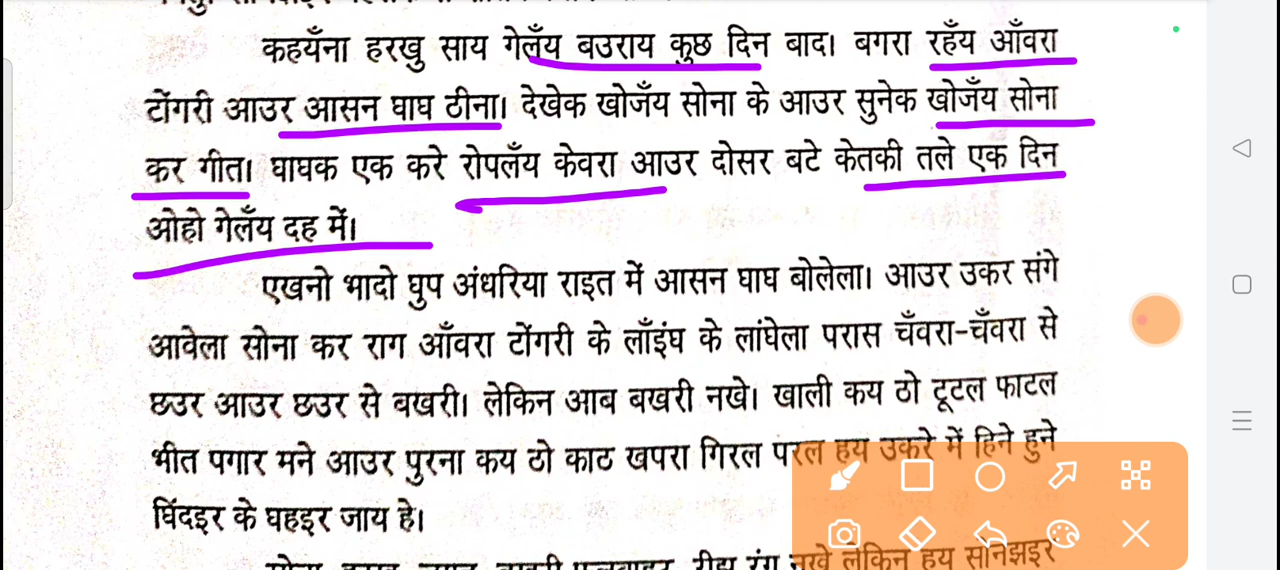 कहयँना हरखु साय गेलँय बउराय कुछ दिन बाद। बगरा रहँय आँवरा
टोंगरी आउर आसन घाघ ठीना। देखेक खोजँय सोना के आउर सुनेक खोजँय सोना
कर गीत। घाघक एक करे रोपलँय केवरा आउर दोसर बटे केतकी तले एक दिन
ओहो गेलँय दह में।
एखनो भादो घुप अंधरिया राइत में आसन घाघ बोलेला। आउर उकर संगे
आवेला सोना कर राग आँवरा टोंगरी के लाँइघ के लांघेला परास चँवरा-चँवरा से
छउर आउर छउर से बखरी। लेकिन आब बखरी नखे। खाली कय ठो टूटल फाटल
भीत पगार मने आउर पुरना कय ठो काठ खपरा गिरल परल हय उकरे में हिने हुने
घिंदइर के घहइर जाय हे।
नखे लेकिन हय सोनझइर